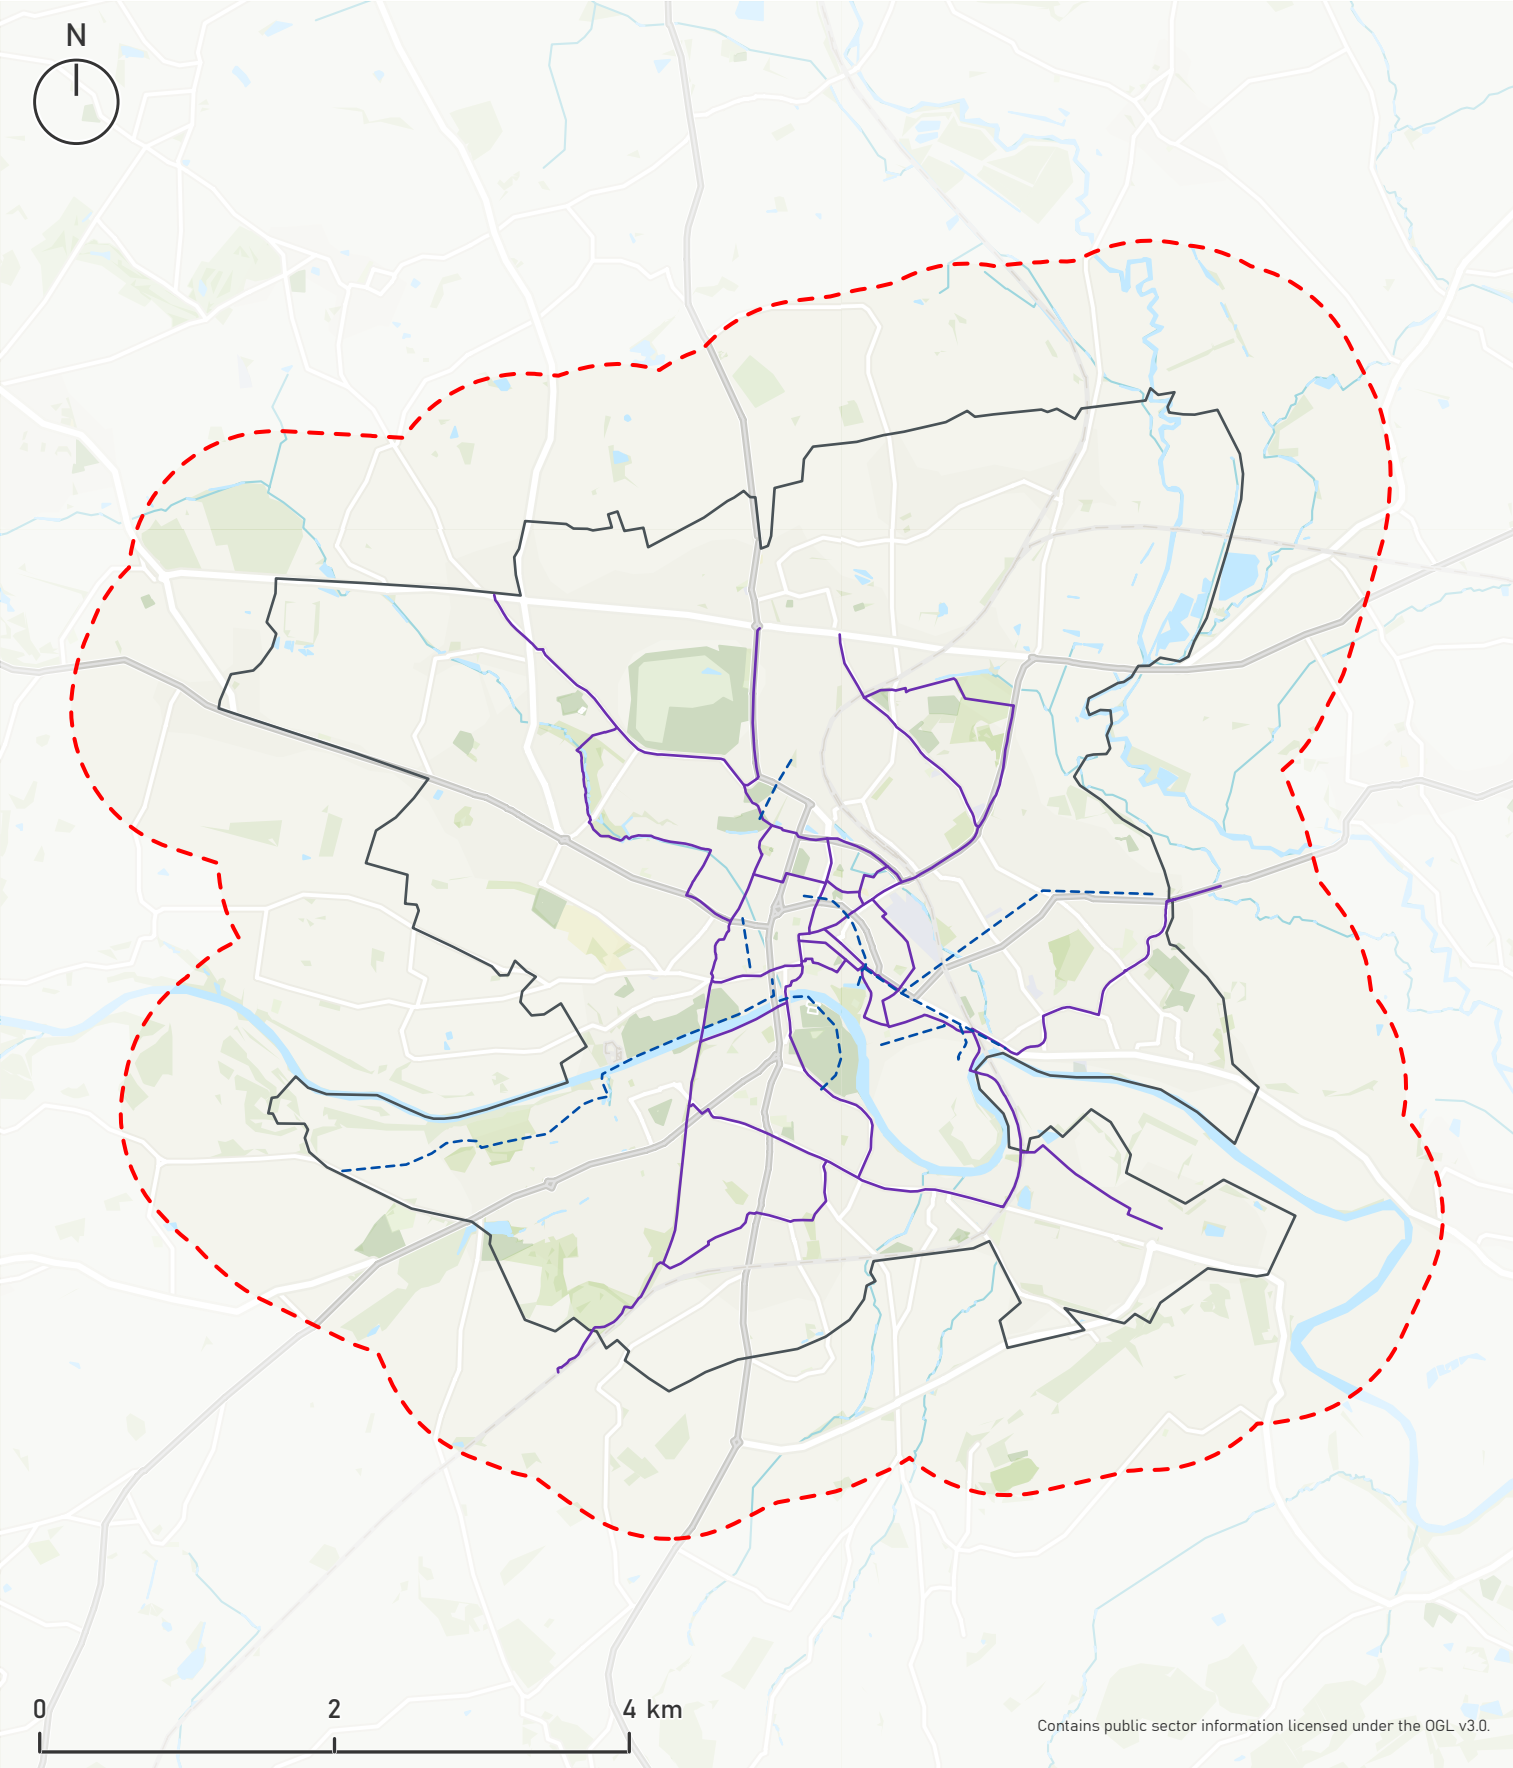 N
0 2 4 km
Contains public sector information licensed under the OGL v3.0.